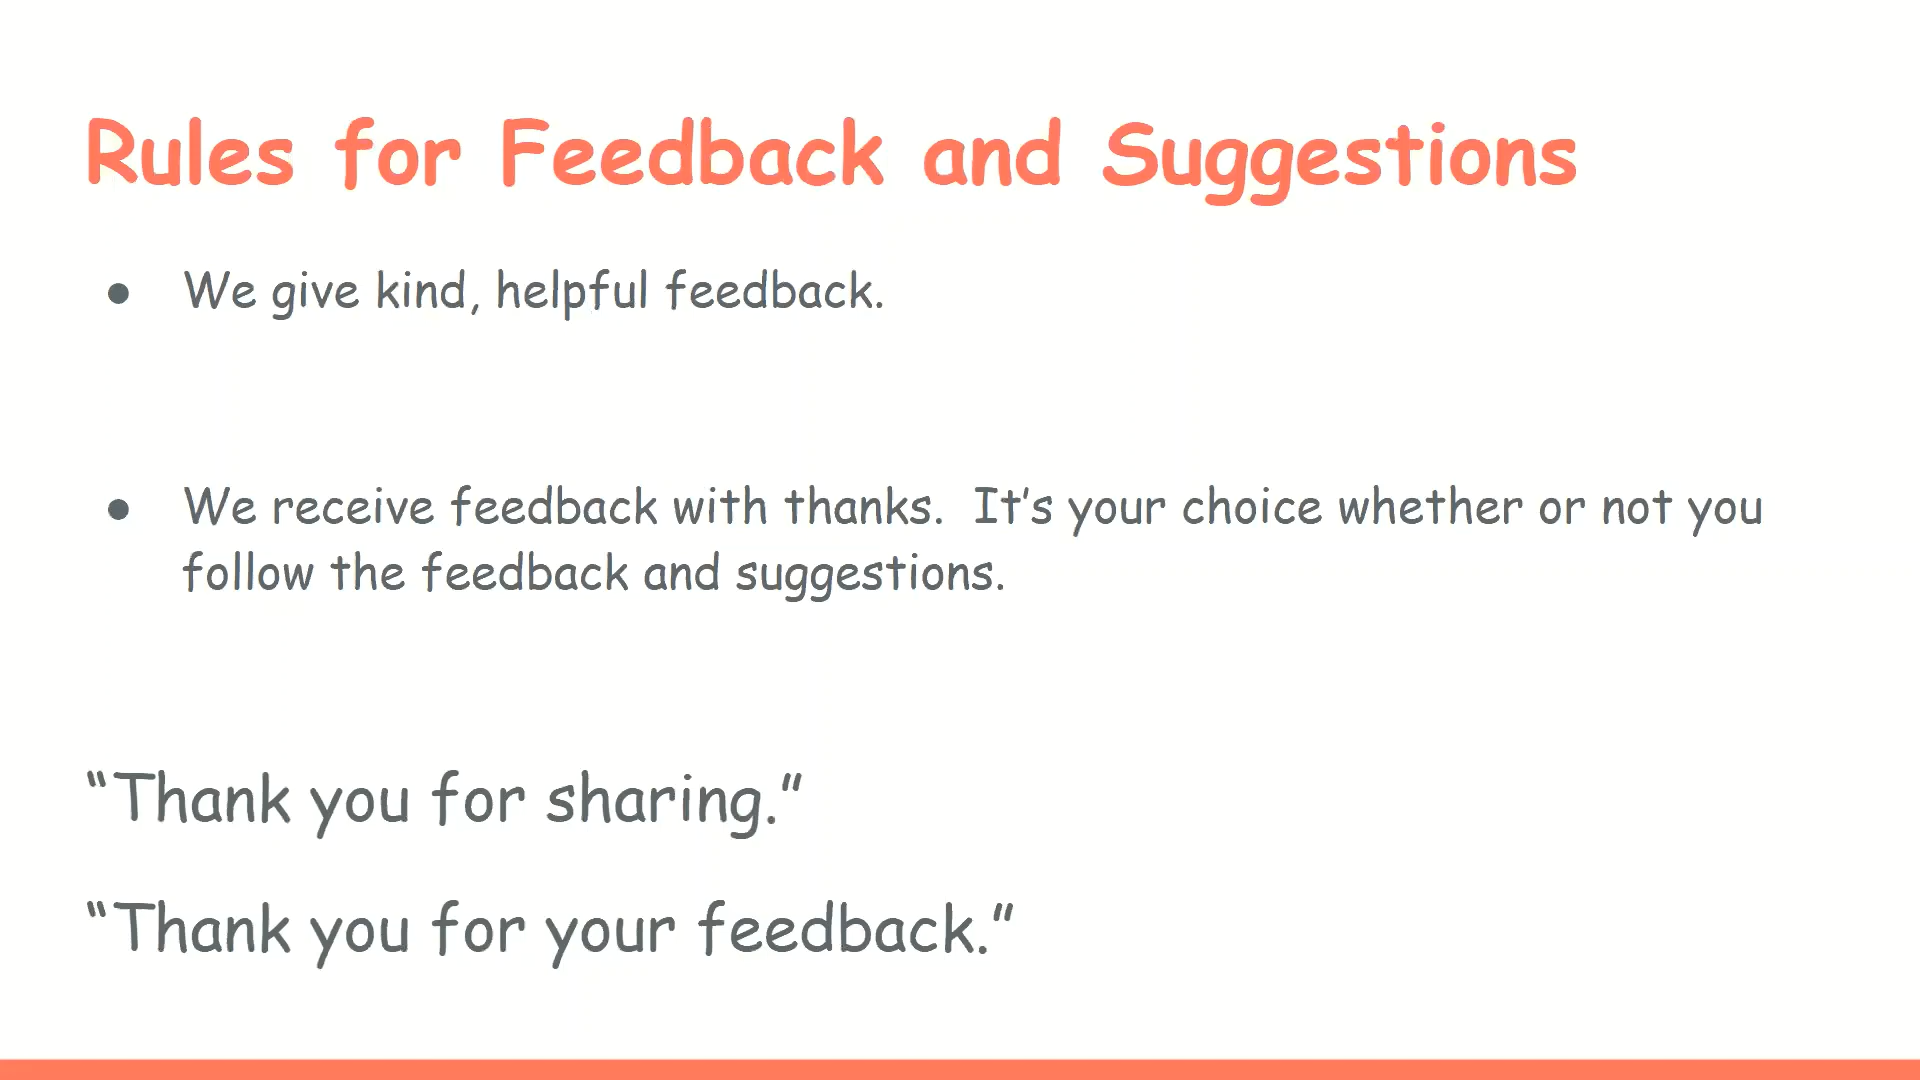 Rules for Feedback and Suggestions
● We give kind, helpful feedback.
● We receive feedback with thanks.  It's your choice whether or not you
follow the feedback and suggestions.
“Thank you for sharing.”
“Thank you for your feedback.”